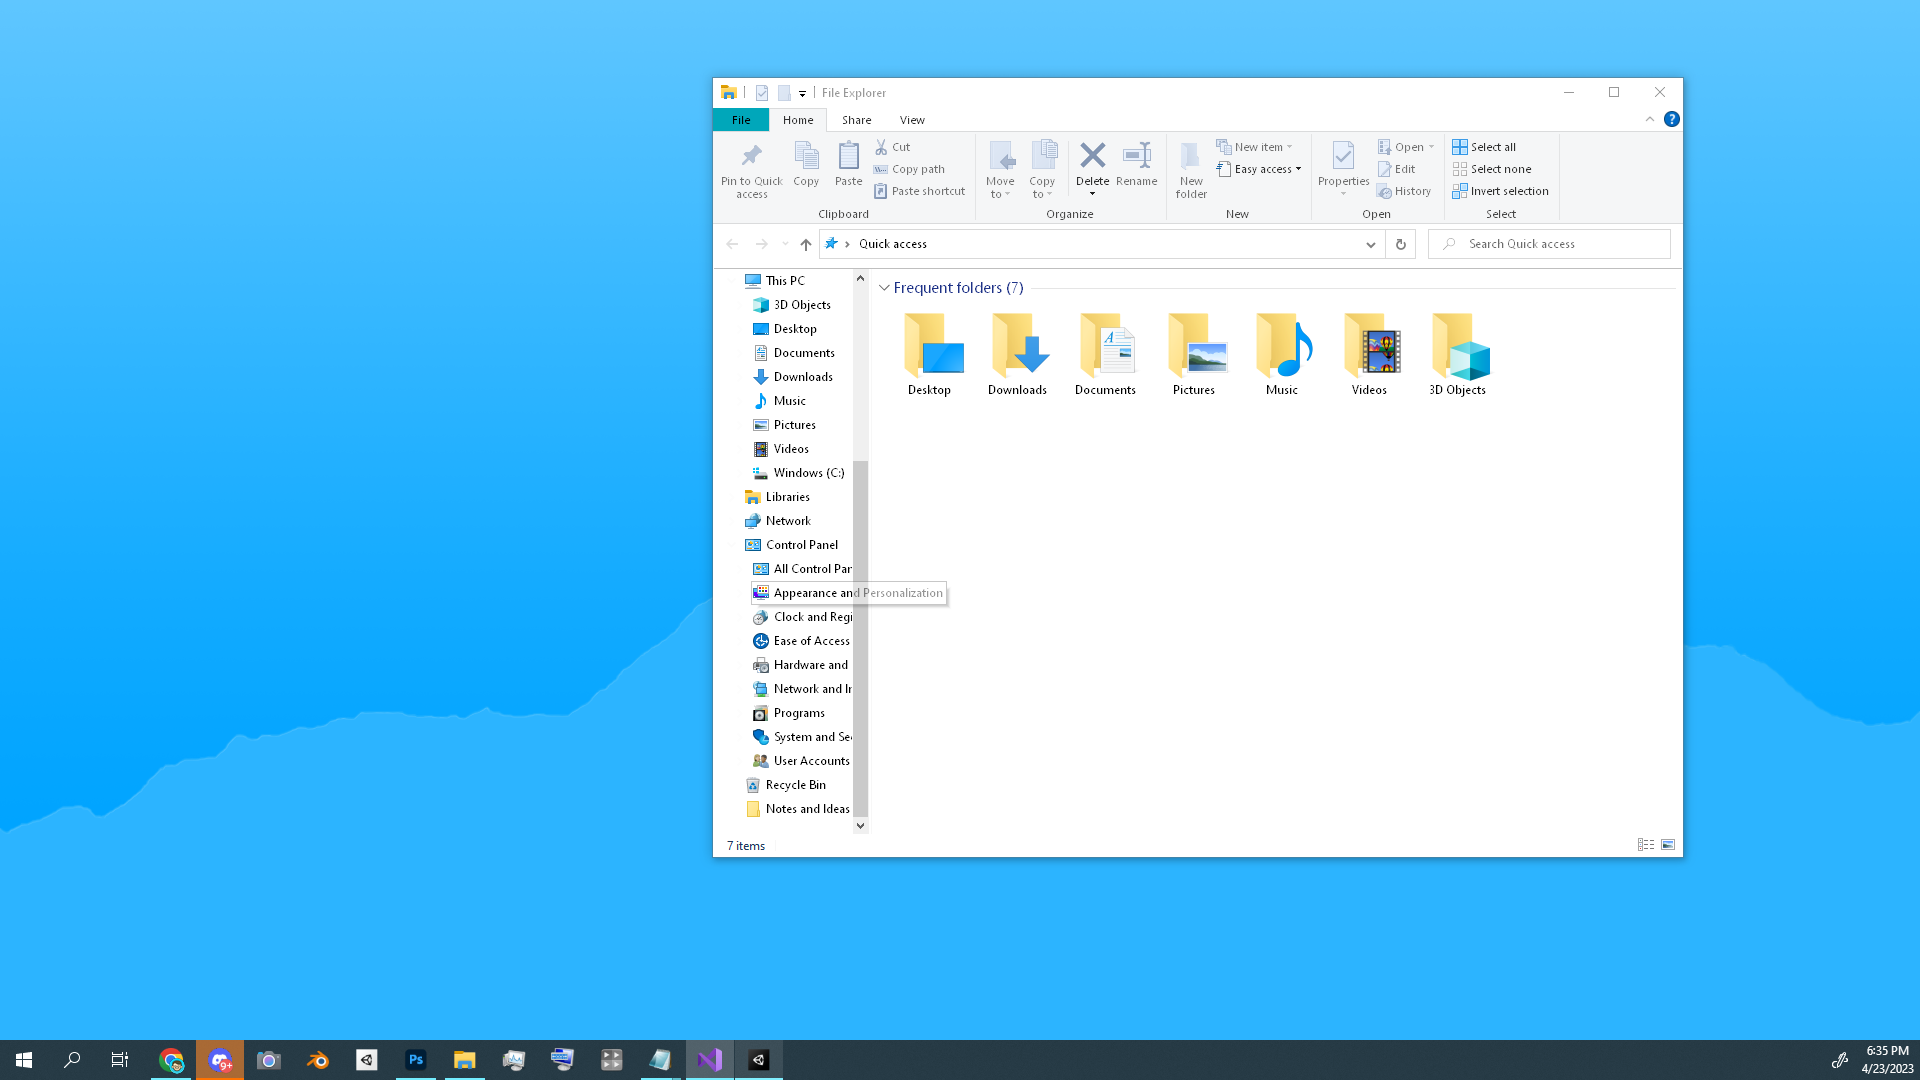 File Explorer
File Home Share View
Pin to Quick access
Copy
Paste
Cut
Copy path
Paste shortcut
Clipboard
Move to
Copy to
Delete
Rename
Organize
New folder
New item
Easy access
New
Properties
Open
Edit
History
Open
Select all
Select none
Invert selection
Select
Quick access
Search Quick access
This PC
3D Objects
Desktop
Documents
Downloads
Music
Pictures
Videos
Windows (C:)
Libraries
Network
Control Panel
All Control Pan
Appearance and Personalization
Clock and Regi
Ease of Access
Hardware and
Network and In
Programs
System and Sec
User Accounts
Recycle Bin
Notes and Ideas
Frequent folders (7)
Desktop
Downloads
Documents
Pictures
Music
Videos
3D Objects
7 items
9+
Ps
6:35 PM
4/23/2023